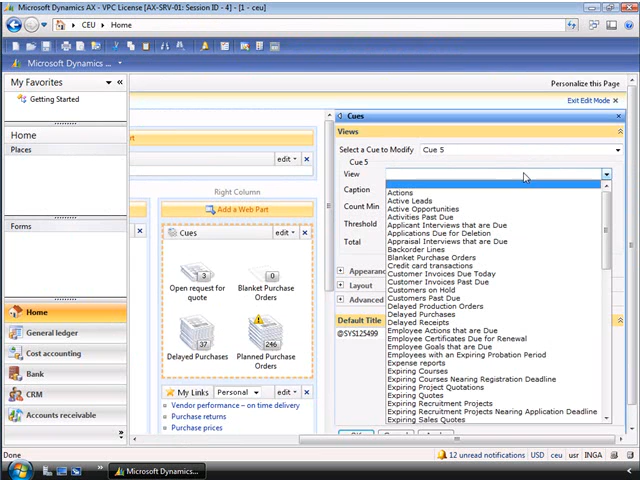 Microsoft Dynamics AX - VPC License [AX-SRV-01: Session ID - 4] - [1 - ceu]
CEU
Home
Microsoft Dynamics ...
My Favorites
Getting Started
Home
Places
Forms
Home
General ledger
Cost accounting
Bank
CRM
Accounts receivable
Personalize this Page
Exit Edit Mode
edit
Right Column
Add a Web Part
Cues
edit
3
Open request for quote
0
Blanket Purchase Orders
37
Delayed Purchases
246
Planned Purchase Orders
My Links
Personal
edit
Vendor performance – on time delivery
Purchase returns
Purchase prices
Cues
Views
Select a Cue to Modify
Cue 5
Cue 5
View
Caption
Count Min
Threshold
Total
Appearance
Layout
Advanced
Default Title
@SYS125499
Actions
Active Leads
Active Opportunities
Activities Past Due
Applicant Interviews that are Due
Applications Due for Deletion
Appraisal Interviews that are Due
Backorder Lines
Blanket Purchase Orders
Credit card transactions
Customer Invoices Due Today
Customer Invoices Past Due
Customers on Hold
Customers Past Due
Delayed Production Orders
Delayed Purchases
Delayed Receipts
Employee Actions that are Due
Employee Certificates Due for Renewal
Employee Goals that are Due
Employees with an Expiring Probation Period
Expense reports
Expiring Courses
Expiring Courses Nearing Registration Deadline
Expiring Project Quotations
Expiring Quotes
Expiring Recruitment Projects
Expiring Recruitment Projects Nearing Application Deadline
Expiring Sales Quotes
Done
12 unread notifications
USD
ceu
usr
INGA
Microsoft Dynamics...